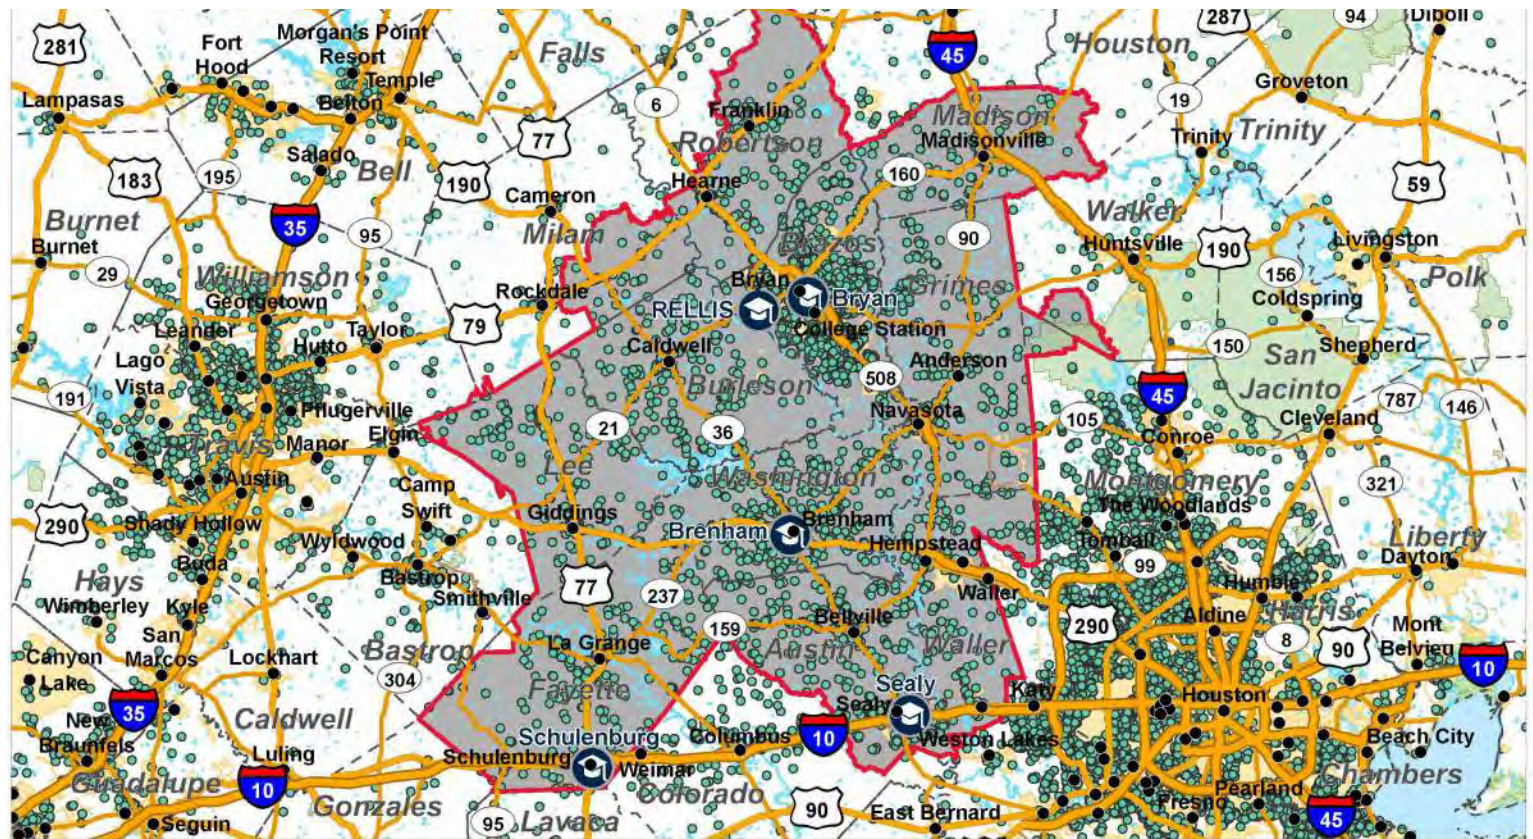 281
Fort
Hood
Morgan's Point
Resort
Temple
Falls
6
45
Houston
287
94
Diboll
Lampasas
Belton
77
Franklin
Robertson
Madison
Madisonville
19
Groveton
Trinity
Trinity
Salado
Bell
183
195
190
Cameron
Hearne
160
59
Burnet
Burnet
35
95
Milam
Brazos
90
Walker
Huntsville
190
Livingston
Polk
29
Williamson
Georgetown
Rockdale
RELLIS
Bryan
Bryan
Grimes
156
Coldspring
Leander
Taylor
Hutto
79
College Station
Caldwell
Anderson
150
San
Jacinto
Shepherd
Lago
Vista
191
Burleson
508
45
787
146
Pflugerville
Elgin
Travis
Manor
21
36
Navasota
105
Conroe
Cleveland
Austin
Camp
Swift
Lee
Washington
Montgomery
The Woodlands
321
290
Shady Hollow
Wyldwood
Giddings
Brenham
Brenham
Hempstead
Tomball
99
Liberty
Dayton
Buda
Hays
Bastrop
77
237
Waller
Humble
Harris
Wimberley
Kyle
Smithville
159
Bellville
290
Aldine
8
90
Mont
Belvieu
San
Marcos
Lockhart
Bastrop
La Grange
Austin
Waller
10
Canyon
Lake
304
Fayette
Sealy
Sealy
Katy
Houston
New
Braunfels
35
Caldwell
Luling
Schulenburg
Schulenburg
Weimar
Columbus
10
Weston Lakes
Beach City
Guadalupe
10
Gonzales
Colorado
Chambers
Seguin
95
Lavaca
90
East Bernard
Fresno
Pearland
45